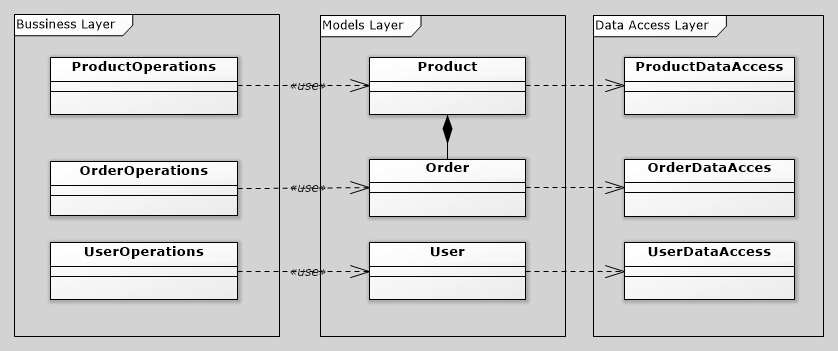 Bussiness Layer
Models Layer
Data Access Layer
ProductOperations
«use»
Product
ProductDataAccess
OrderOperations
«use»
Order
OrderDataAcces
UserOperations
«use»
User
UserDataAccess